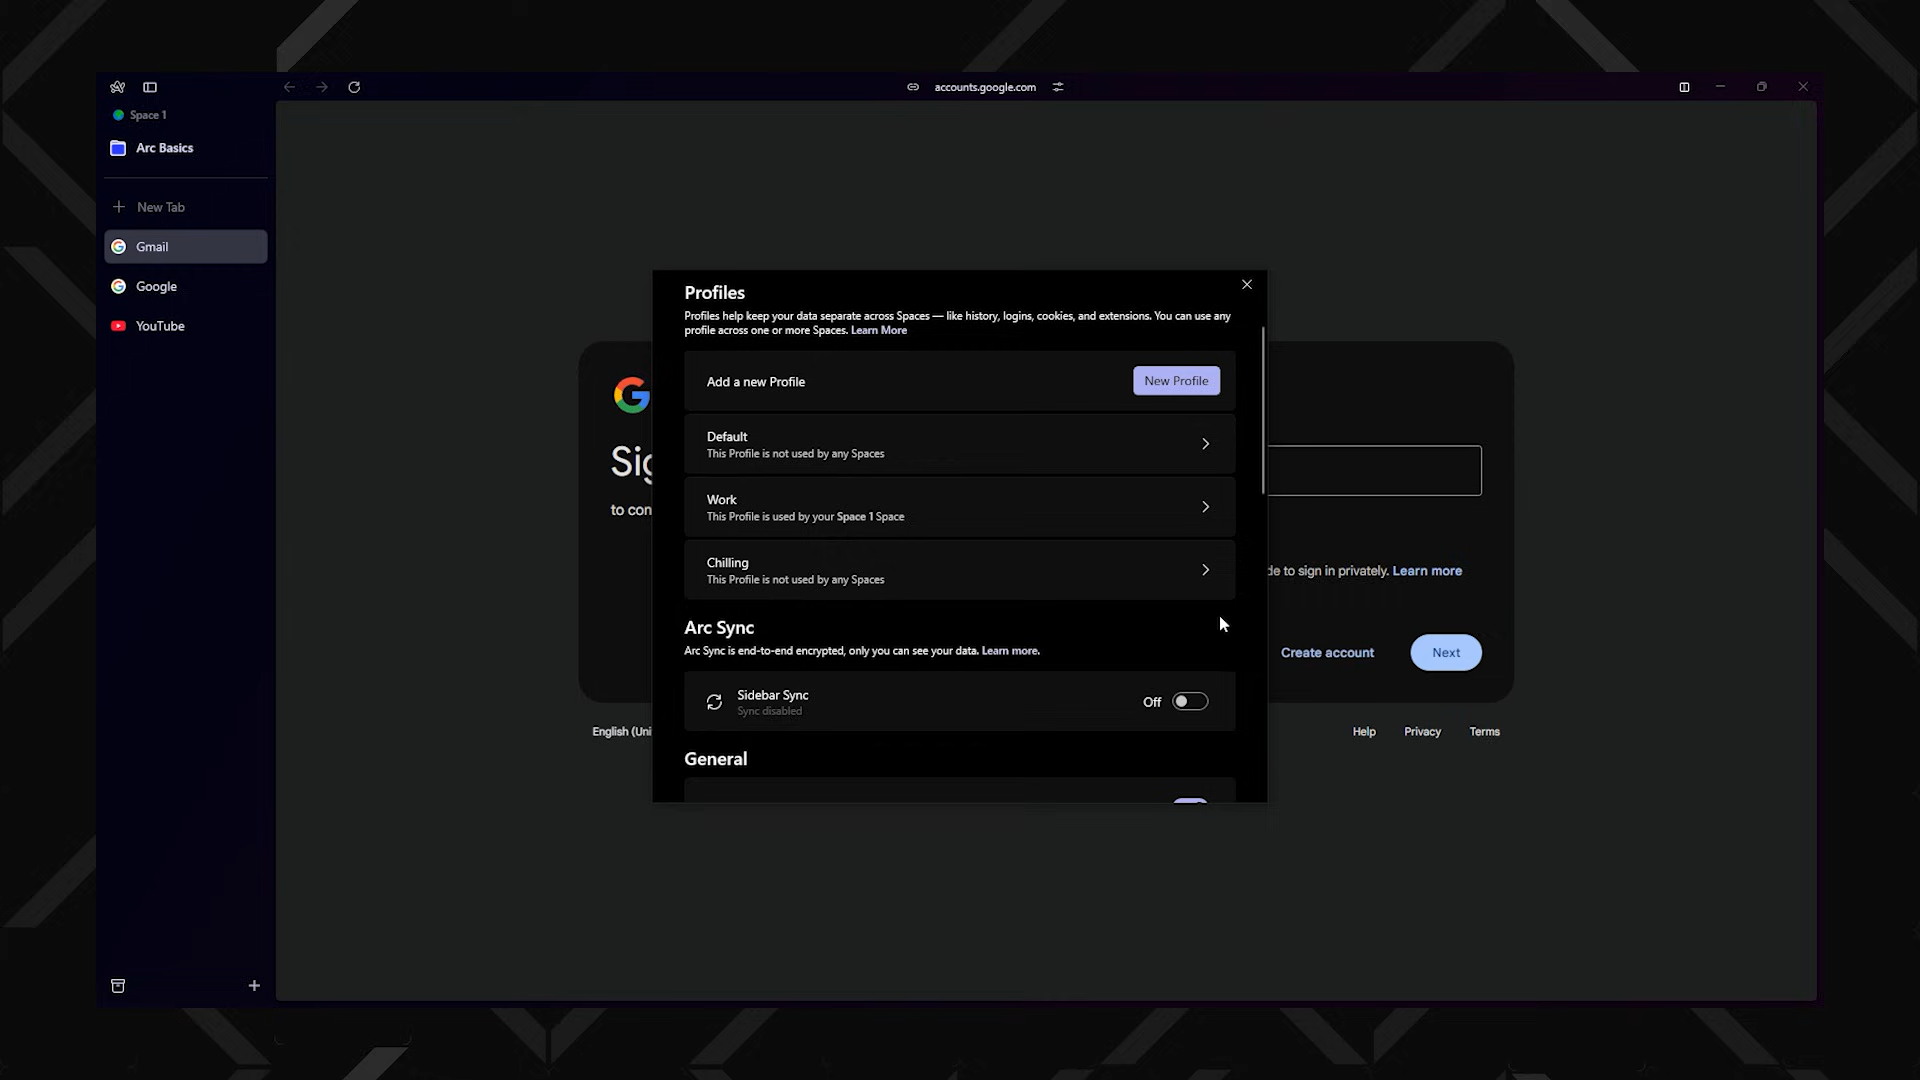 accounts.google.com
Space 1
Arc Basics
New Tab
Gmail
Google
YouTube
Profiles
Profiles help keep your data separate across Spaces — like history, logins, cookies, and extensions. You can use any
profile across one or more Spaces. Learn More
Add a new Profile
New Profile
Default
This Profile is not used by any Spaces
Work
This Profile is used by your Space 1 Space
Chilling
This Profile is not used by any Spaces
Arc Sync
Arc Sync is end-to-end encrypted, only you can see your data. Learn more.
Sidebar Sync
Sync disabled
Off
General
Sig
to con
de to sign in privately. Learn more
Create account
Next
English (Uni
Help
Privacy
Terms